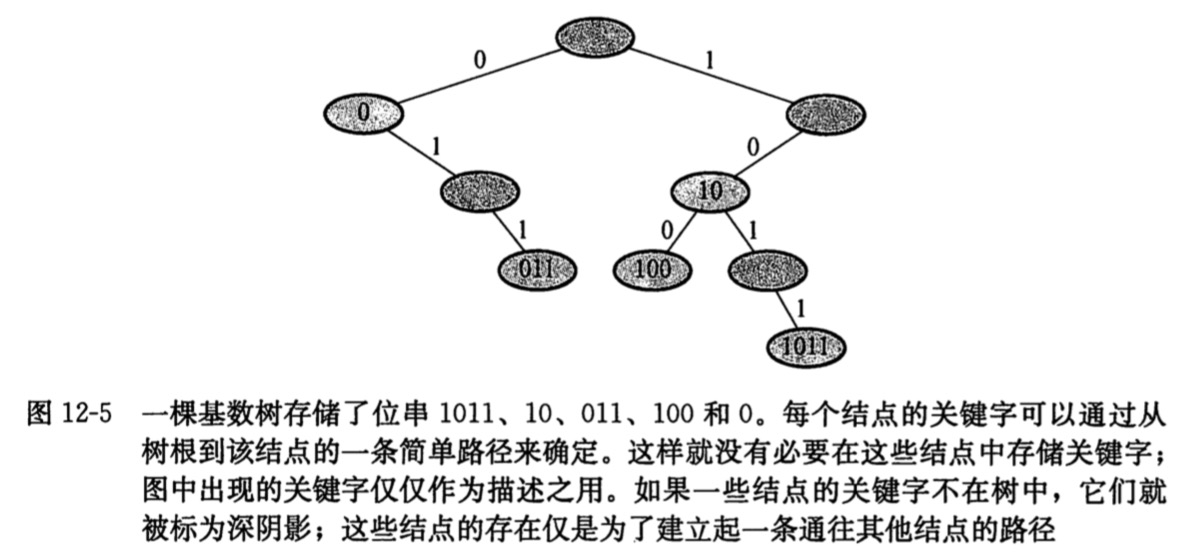 0 1
0
1 0
10
1 0 1
011 100
1
1011
图 12-5 一棵基数树存储了位串 1011、10、011、100 和 0。每个结点的关键字可以通过从
树根到该结点的一条简单路径来确定。这样就没有必要在这些结点中存储关键字；
图中出现的关键字仅仅作为描述之用。如果一些结点的关键字不在树中，它们就
被标为深阴影；这些结点的存在仅是为了建立起一条通往其他结点的路径